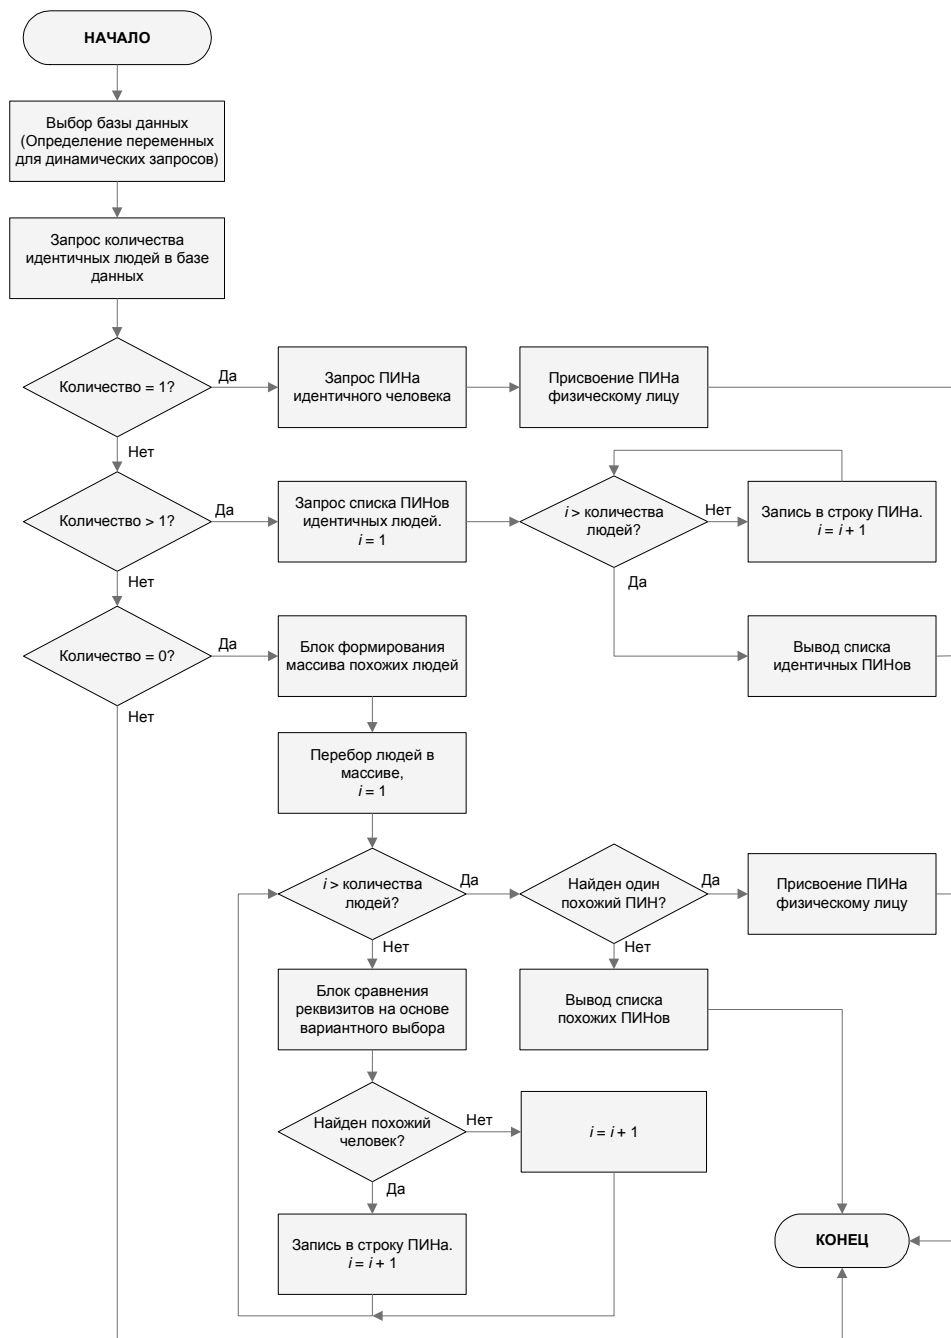 НАЧАЛО
Выбор базы данных
(Определение переменных
для динамических запросов)
Запрос количества
идентичных людей в базе
данных
Количество = 1?
Да
Запрос ПИНа
идентичного человека
Присвоение ПИНа
физическому лицу
Нет
Количество > 1?
Да
Запрос списка ПИНов
идентичных людей.
i = 1
i > количества
людей?
Нет
Запись в строку ПИНа.
i = i + 1
Нет
Да
Количество = 0?
Да
Блок формирования
массива похожих людей
Вывод списка
идентичных ПИНов
Нет
Перебор людей в
массиве,
i = 1
i > количества
людей?
Да
Найден один
похожий ПИН?
Да
Присвоение ПИНа
физическому лицу
Нет
Нет
Блок сравнения
реквизитов на основе
вариантного выбора
Вывод списка
похожих ПИНов
Найден похожий
человек?
Нет
i = i + 1
Да
Запись в строку ПИНа.
i = i + 1
КОНЕЦ